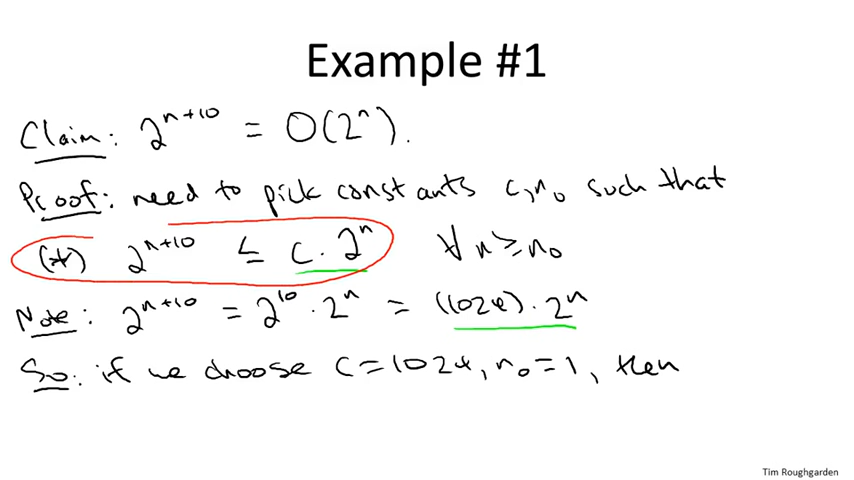 Example #1
Claim: 2^{n+10} = O(2^n).
Proof: need to pick constants c, n₀ such that
(*) 2^{n+10} ≤ c · 2^n ∀ n ≥ n₀
Note: 2^{n+10} = 2^{10} · 2^n = (1024) · 2^n
So: if we choose c = 1024, n₀ = 1, then
Tim Roughgarden